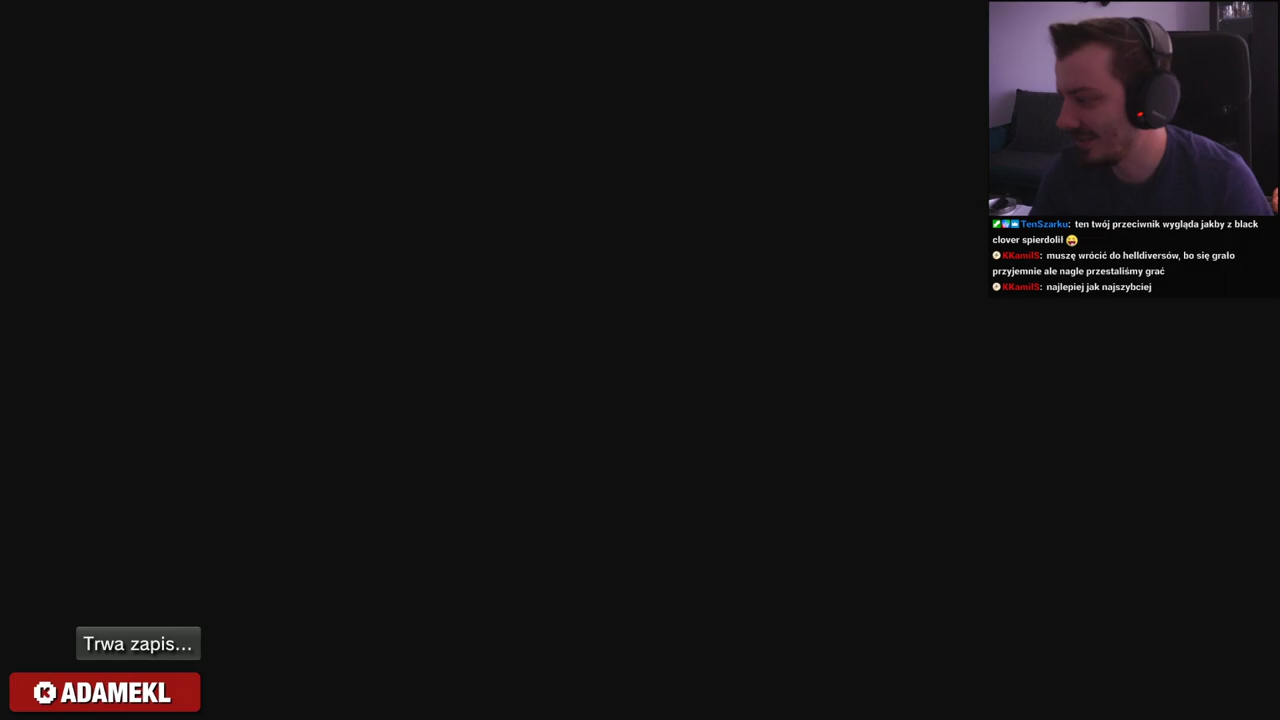 TenSzarku: ten twój przeciwnik wygląda jakby z black
clover spierdolił
KKamilS: muszę wrócić do helldiversów, bo się grało
przyjemnie ale nagle przestaliśmy grać
KKamilS: najlepiej jak najszybciej
Trwa zapis...
K ADAMEKL